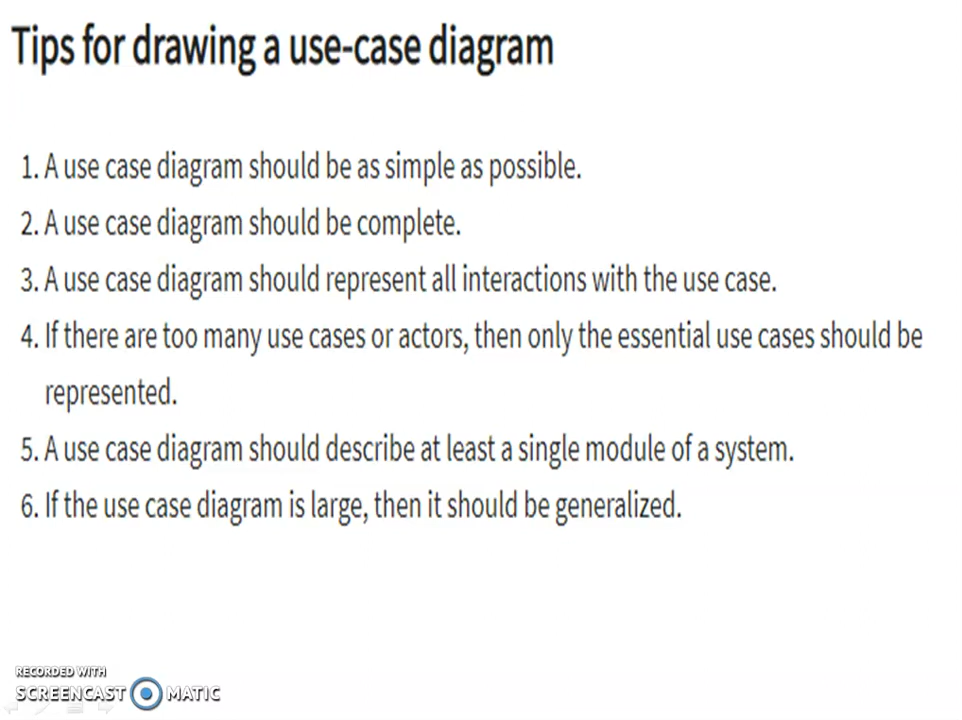 Tips for drawing a use-case diagram
1. A use case diagram should be as simple as possible.
2. A use case diagram should be complete.
3. A use case diagram should represent all interactions with the use case.
4. If there are too many use cases or actors, then only the essential use cases should be
represented.
5. A use case diagram should describe at least a single module of a system.
6. If the use case diagram is large, then it should be generalized.
RECORDED WITH
SCREENCAST MATIC